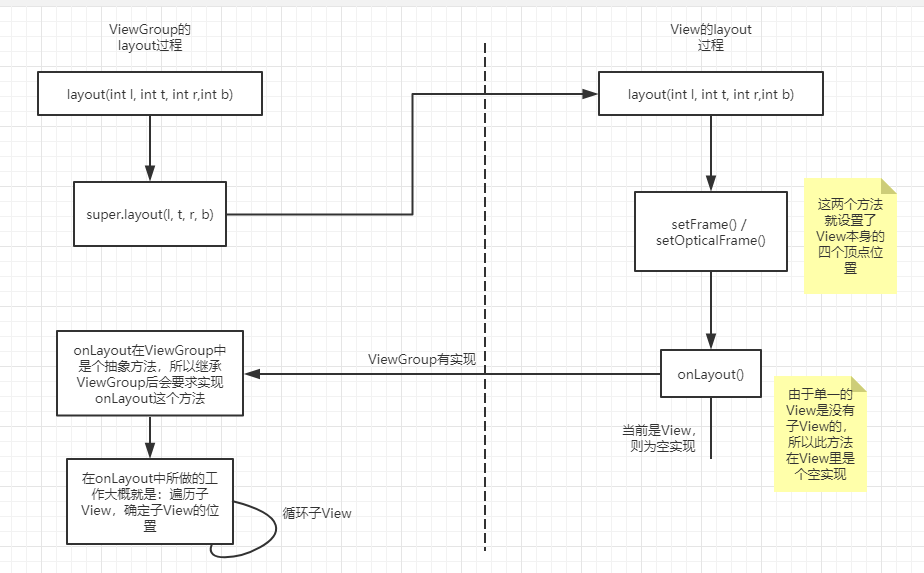 ViewGroup的
layout过程
layout(int l, int t, int r,int b)
super.layout(l, t, r, b)
onLayout在ViewGroup中
是个抽象方法，所以继承
ViewGroup后会要求实现
onLayout这个方法
在onLayout中所做的工
作大概就是：遍历子
View，确定子View的位
置
循环子View
ViewGroup有实现
View的layout
过程
layout(int l, int t, int r,int b)
setFrame() /
setOpticalFrame()
这两个方法
就设置了
View本身的
四个顶点位
置
onLayout()
当前是View，
则为空实现
由于单一的
View是没有
子View的，
所以此方法
在View里是
个空实现